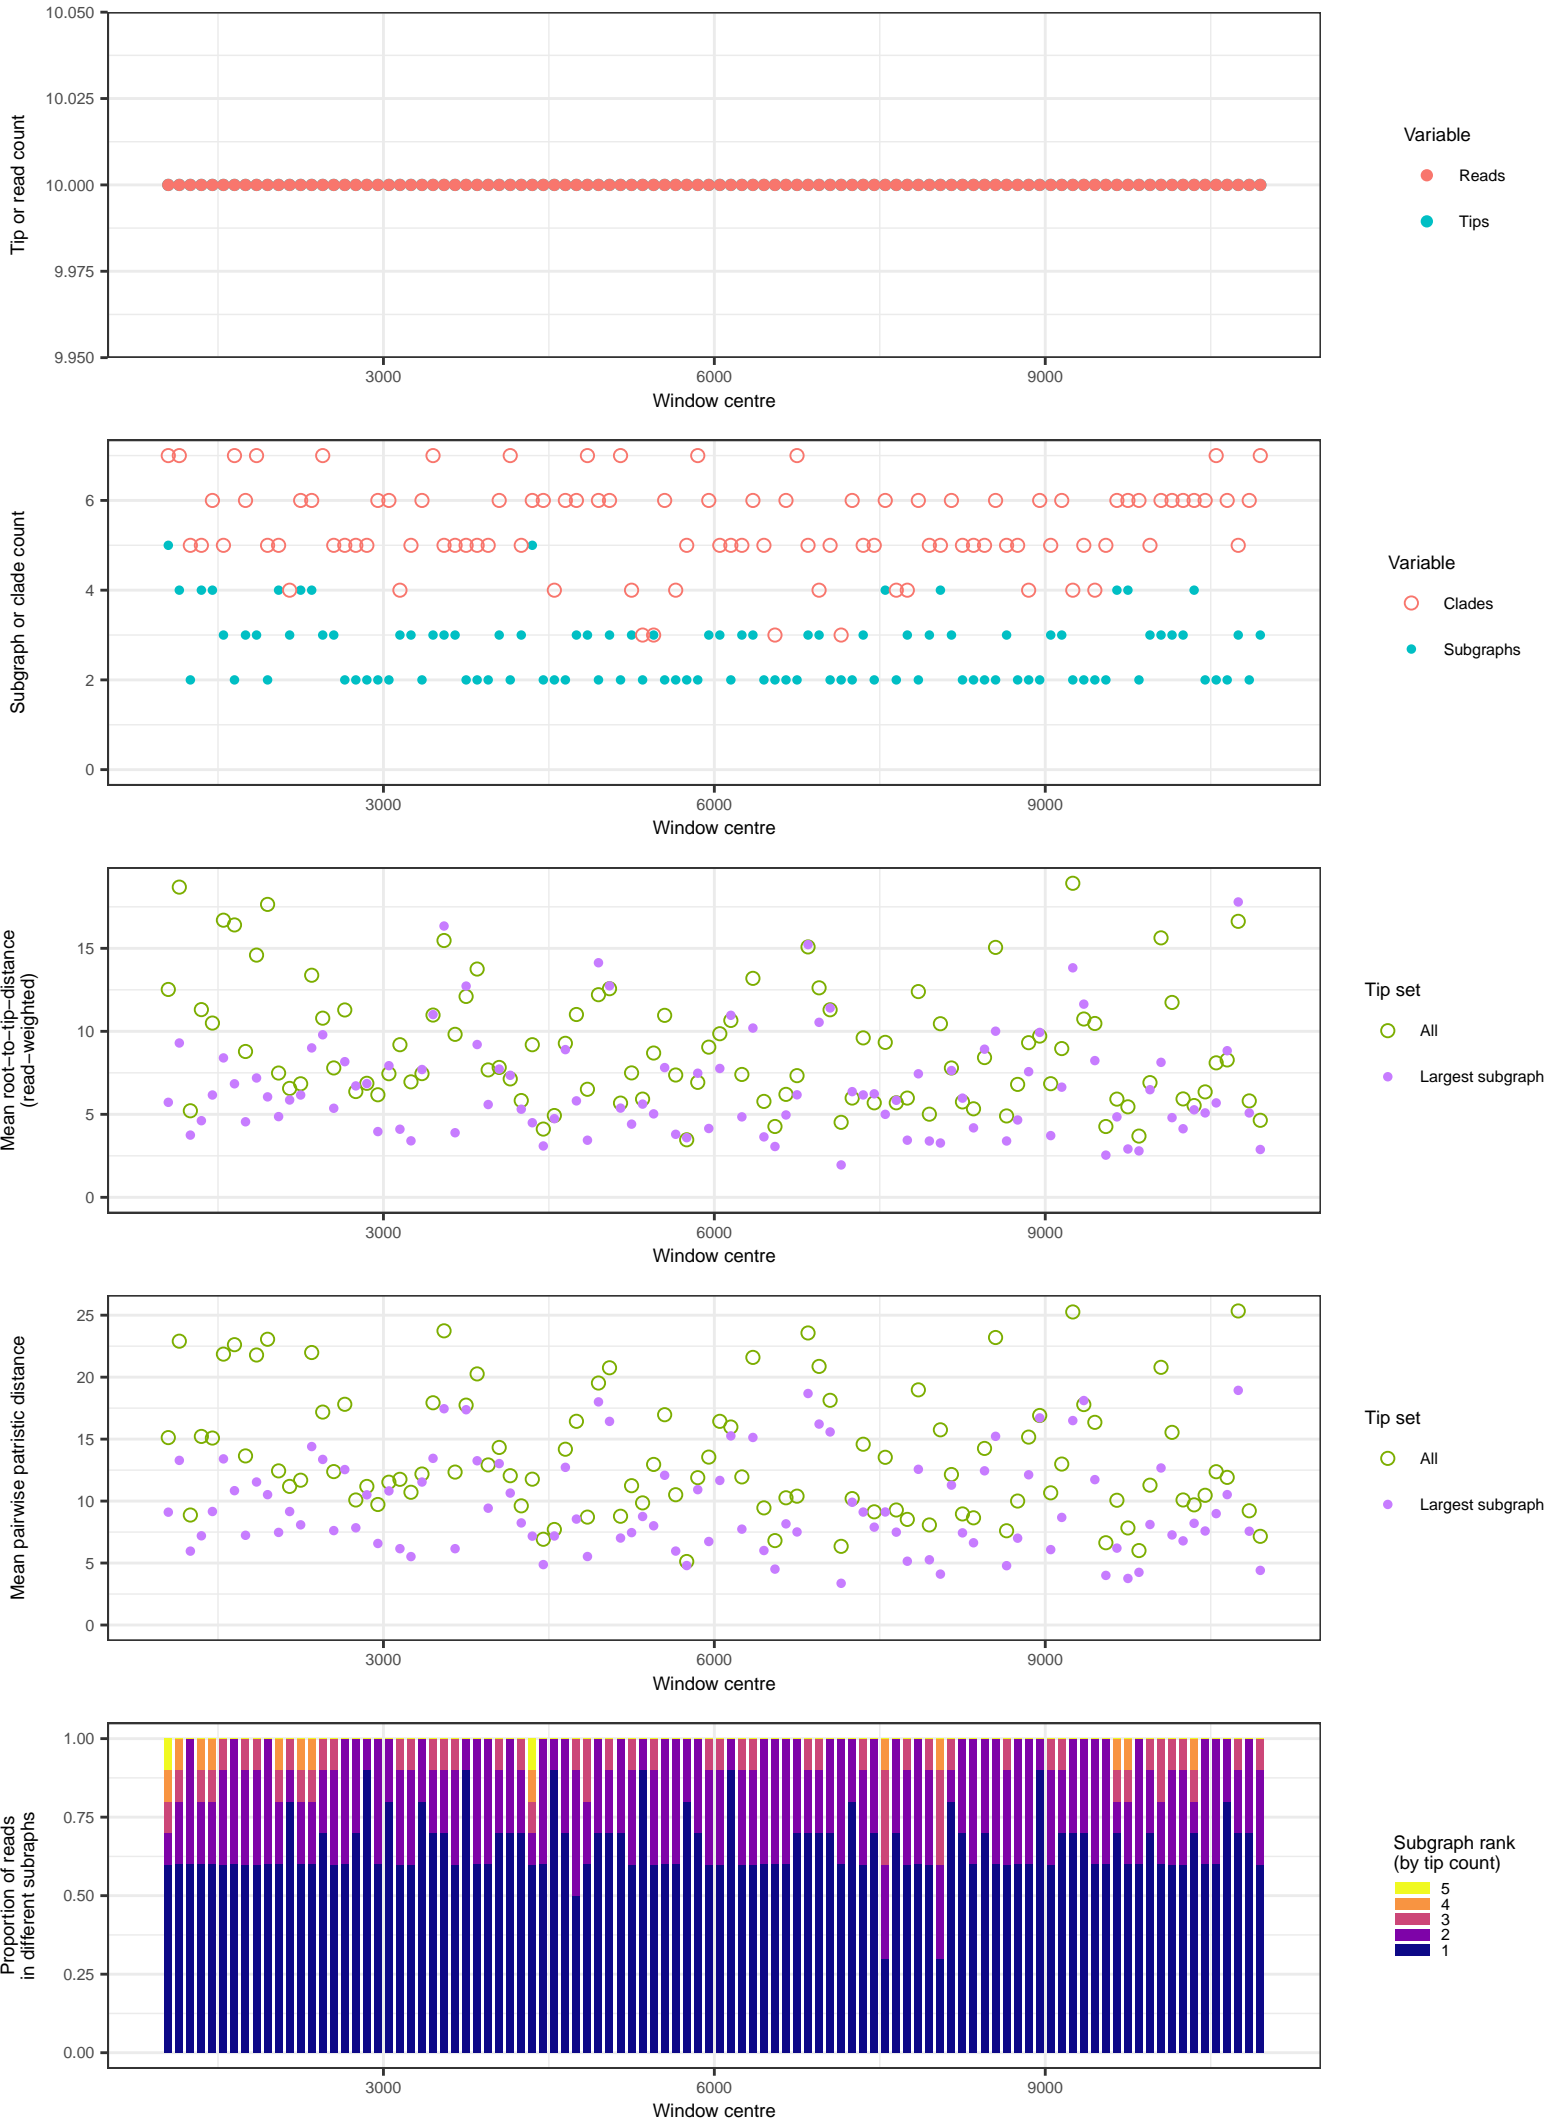 10.050
10.025
10.000
9.975
9.950
Tip or read count
3000 6000 9000
Window centre
Variable
Reads
Tips
6
4
2
0
Subgraph or clade count
3000 6000 9000
Window centre
Variable
Clades
Subgraphs
15
10
5
0
Mean root−to−tip−distance
(read−weighted)
3000 6000 9000
Window centre
Tip set
All
Largest subgraph
25
20
15
10
5
0
Mean pairwise patristic distance
3000 6000 9000
Window centre
Tip set
All
Largest subgraph
1.00
0.75
0.50
0.25
0.00
Proportion of reads
in different subraphs
3000 6000 9000
Window centre
Subgraph rank
(by tip count)
5
4
3
2
1